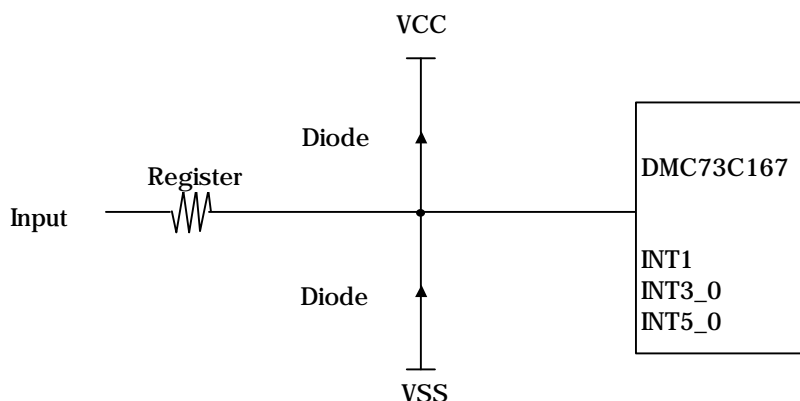 VCC
Diode
DMC73C167
Register
Input
INT1
Diode
INT3_0
INT5_0
VSS